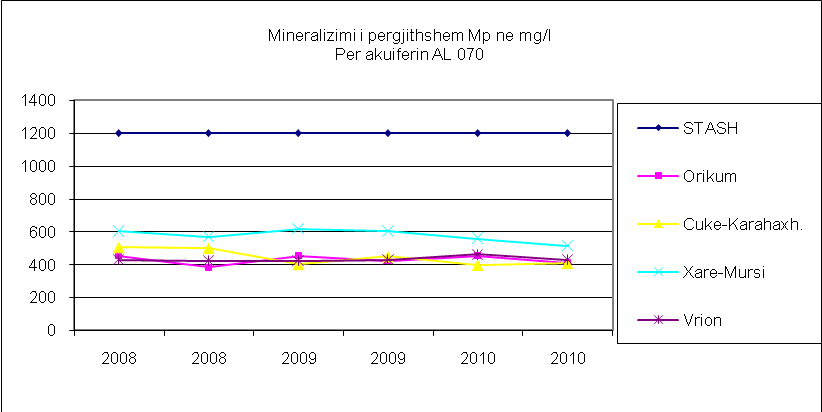 Mineralizimi i pergjithshem Mp ne mg/l
Per akuiferin AL 070
1400
1200
1000
800
600
400
200
0
2008 2008 2009 2009 2010 2010
STASH
Orikum
Cuke-Karahaxh.
Xare-Mursi
Vrion